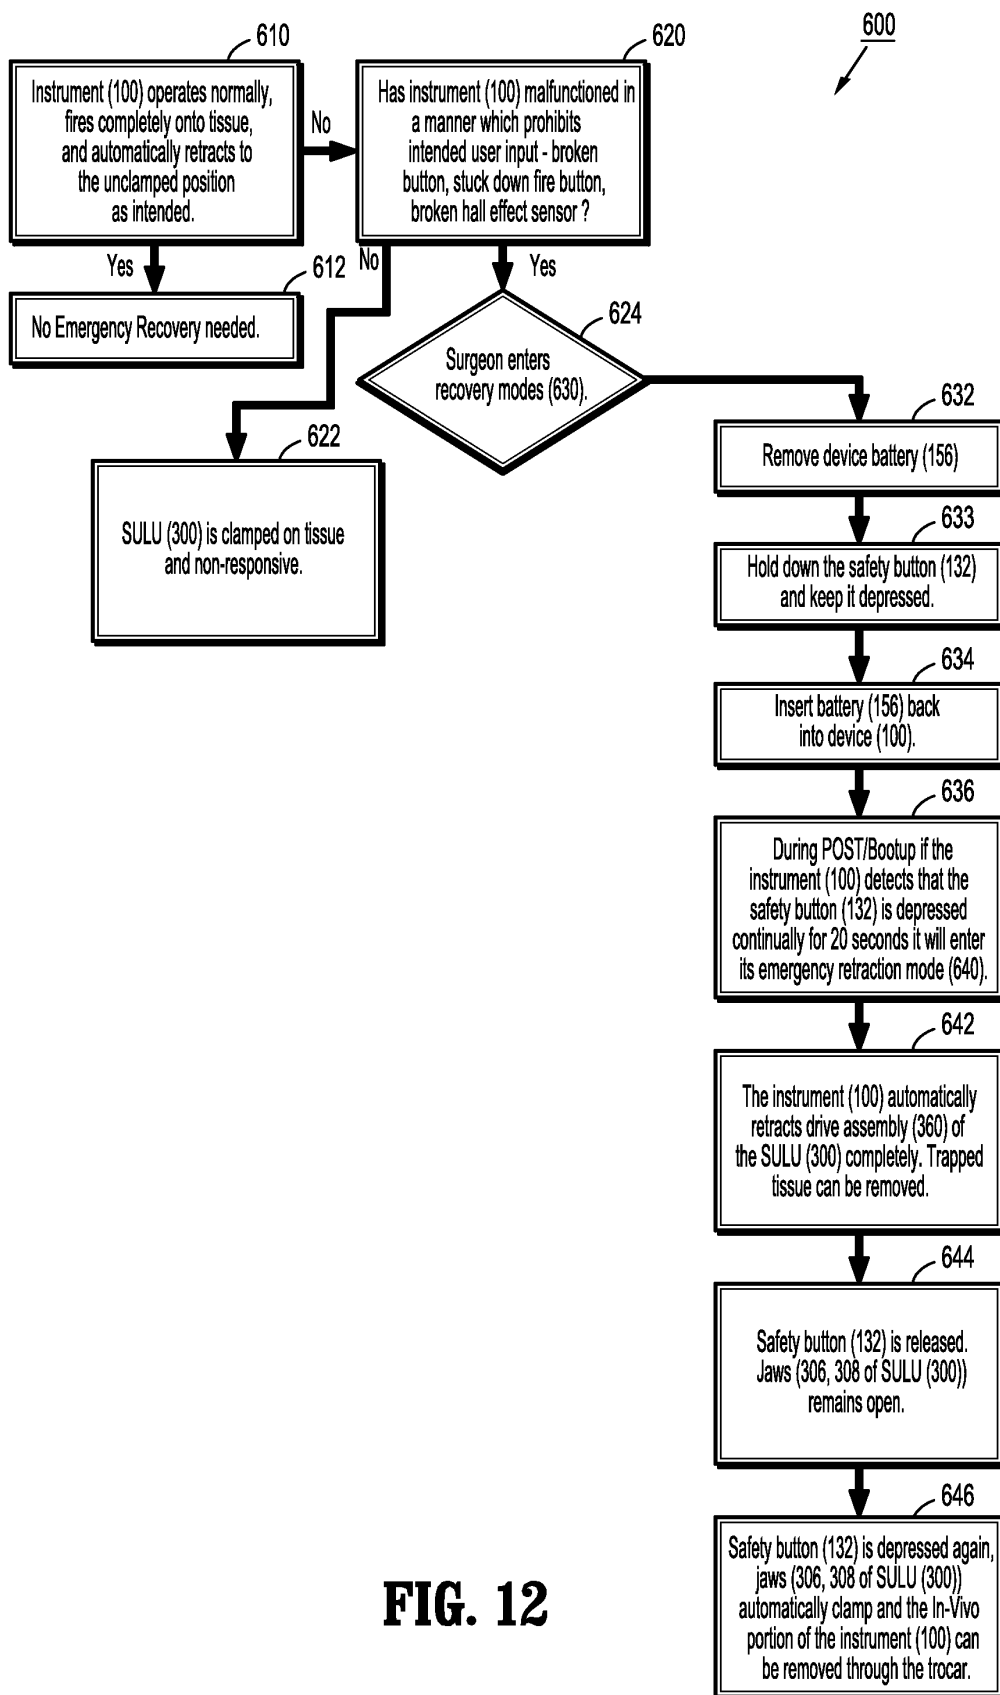 600
610
Instrument (100) operates normally,
fires completely onto tissue,
and automatically retracts to
the unclamped position
as intended.
No
620
Has instrument (100) malfunctioned in
a manner which prohibits
intended user input - broken
button, stuck down fire button,
broken hall effect sensor ?
Yes
612
No Emergency Recovery needed.
No
Yes
624
Surgeon enters
recovery modes (630).
622
SULU (300) is clamped on tissue
and non-responsive.
632
Remove device battery (156)
633
Hold down the safety button (132)
and keep it depressed.
634
Insert battery (156) back
into device (100).
636
During POST/Bootup if the
instrument (100) detects that the
safety button (132) is depressed
continually for 20 seconds it will enter
its emergency retraction mode (640).
642
The instrument (100) automatically
retracts drive assembly (360) of
the SULU (300) completely. Trapped
tissue can be removed.
644
Safety button (132) is released.
Jaws (306, 308 of SULU (300))
remains open.
646
Safety button (132) is depressed again,
jaws (306, 308 of SULU (300))
automatically clamp and the In-Vivo
portion of the instrument (100) can
be removed through the trocar.
FIG. 12